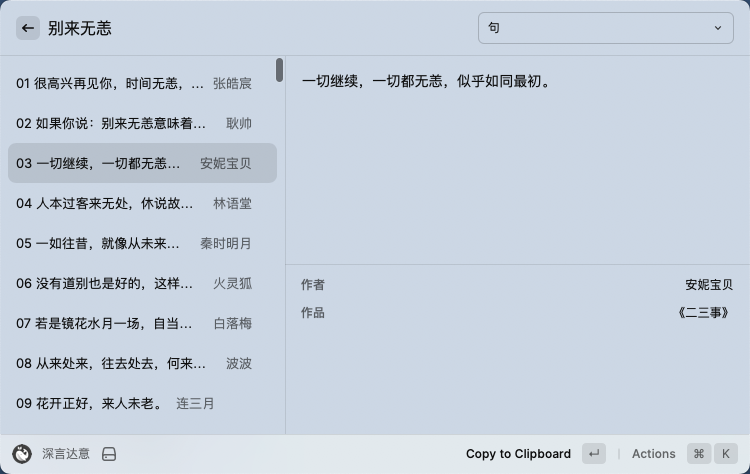 别来无恙
句
01 很高兴再见你，时间无恙，… 张皓宸
02 如果你说：别来无恙意味着… 耿帅
03 一切继续，一切都无恙… 安妮宝贝
04 人本过客来无处，休说故… 林语堂
05 一如往昔，就像从未来… 秦时明月
06 没有道别也是好的，这样… 火灵狐
07 若是镜花水月一场，自当… 白落梅
08 从来处来，往去处去，何来… 波波
09 花开正好，来人未老。 连三月
一切继续，一切都无恙，似乎如同最初。
作者 安妮宝贝
作品 《二三事》
深言达意
Copy to Clipboard ↵ Actions ⌘ K